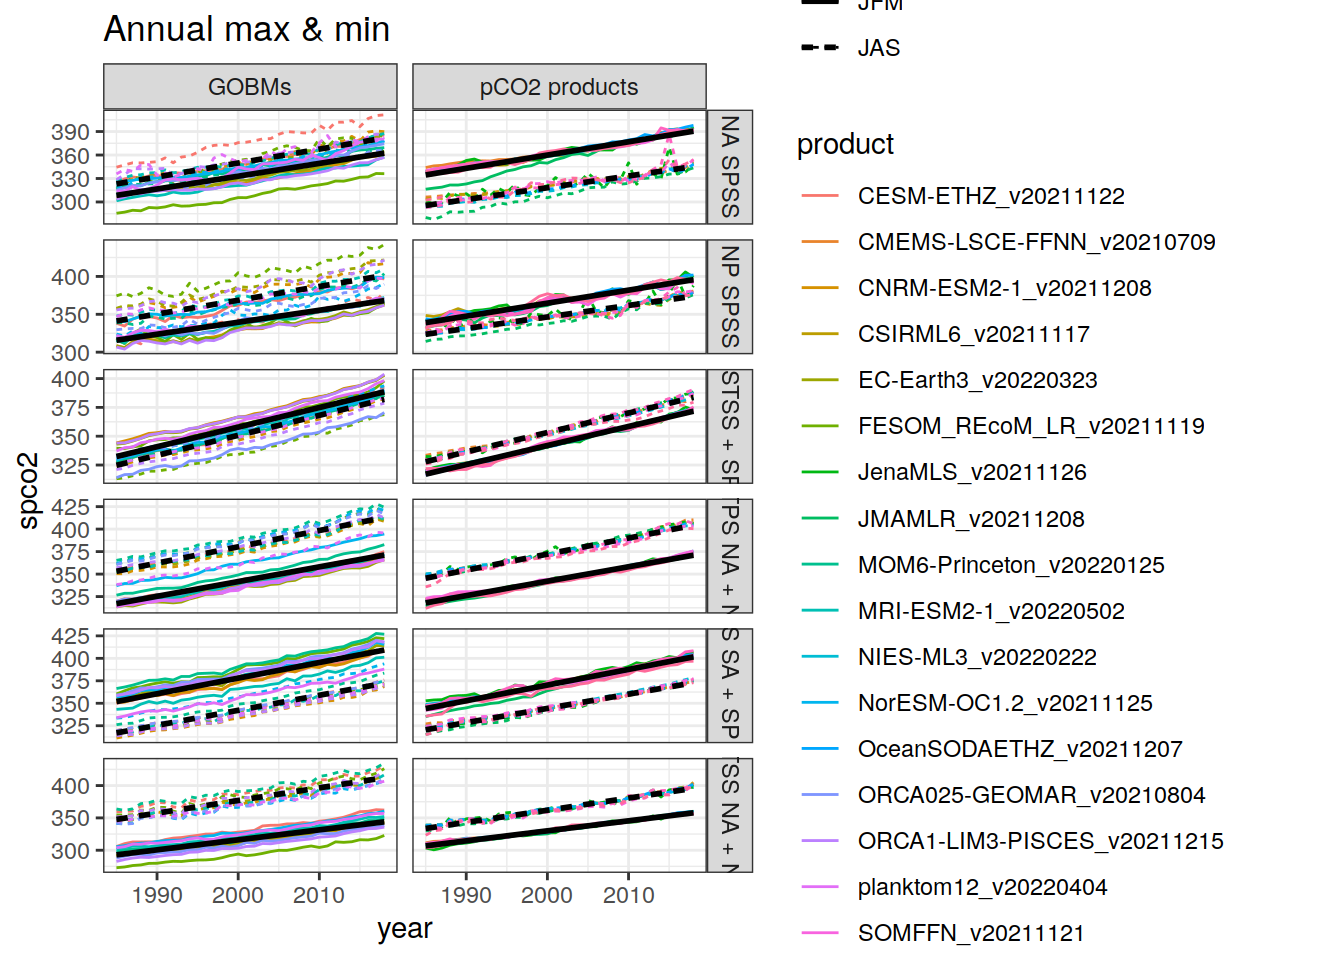 Annual max & min
GOBMs
pCO2 products
390
360
330
300
NA SPSS
400
350
300
NP SPSS
400
375
350
325
STSS + SP
425
400
375
350
325
PS NA + N
425
400
375
350
325
S SA + SP
400
350
300
SS NA + N
1990
2000
2010
1990
2000
2010
year
spco2
JFM
JAS
product
CESM-ETHZ_v20211122
CMEMS-LSCE-FFNN_v20210709
CNRM-ESM2-1_v20211208
CSIRML6_v20211117
EC-Earth3_v20220323
FESOM_REcoM_LR_v20211119
JenaMLS_v20211126
JMAMLR_v20211208
MOM6-Princeton_v20220125
MRI-ESM2-1_v20220502
NIES-ML3_v20220222
NorESM-OC1.2_v20211125
OceanSODAETHZ_v20211207
ORCA025-GEOMAR_v20210804
ORCA1-LIM3-PISCES_v20211215
planktom12_v20220404
SOMFFN_v20211121